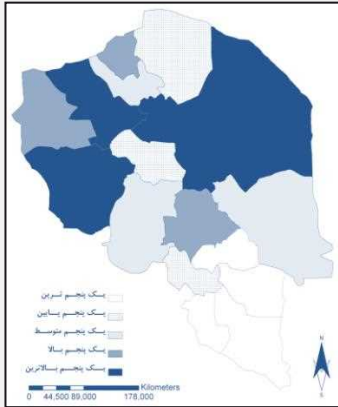 یک پنجم ترین
یک پنجم پایین
یک پنجم متوسط
یک پنجم بالا
یک پنجم بالاترین
Kilometers
0 44,500 89,000 178,000
N